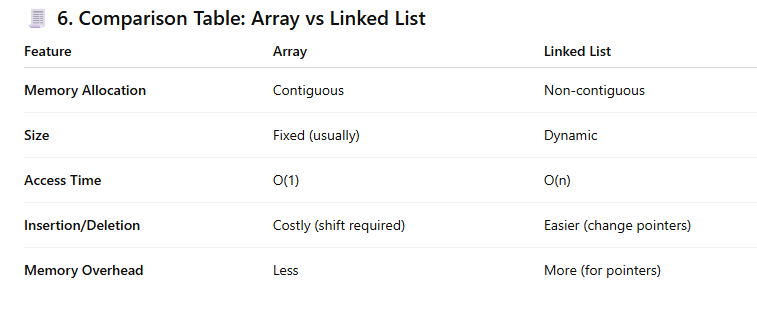 6. Comparison Table: Array vs Linked List
Feature Array Linked List
Memory Allocation Contiguous Non-contiguous
Size Fixed (usually) Dynamic
Access Time O(1) O(n)
Insertion/Deletion Costly (shift required) Easier (change pointers)
Memory Overhead Less More (for pointers)